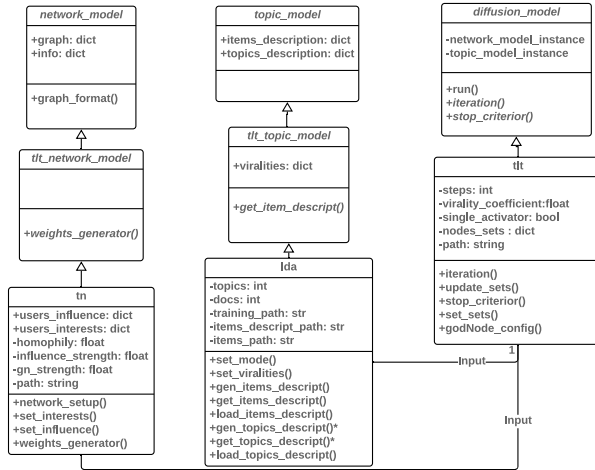 network_model
+graph: dict
+info: dict
+graph_format()
tlt_network_model
+weights_generator()
tn
+users_influence: dict
+users_interests: dict
-homophily: float
-influence_strength: float
-gn_strength: float
-path: string
+network_setup()
+set_interests()
+set_influence()
+weights_generator()
topic_model
+items_description: dict
+topics_description: dict
tlt_topic_model
+viralities: dict
+get_item_descript()
lda
-topics: int
-docs: int
-training_path: str
-items_descript_path: str
-items_path: str
+set_mode()
+set_viralities()
+gen_items_descript()
+get_items_descript()
+load_items_descript()
+gen_topics_descript()*
+get_topics_descript()*
+load_topics_descript()
diffusion_model
-network_model_instance
-topic_model_instance
+run()
+iteration()
+stop_criterior()
tlt
-steps: int
-virality_coefficient:float
-single_activator: bool
-nodes_sets : dict
-path: string
+iteration()
+update_sets()
+stop_criterior()
+set_sets()
+godNode_config()
1
Input
Input